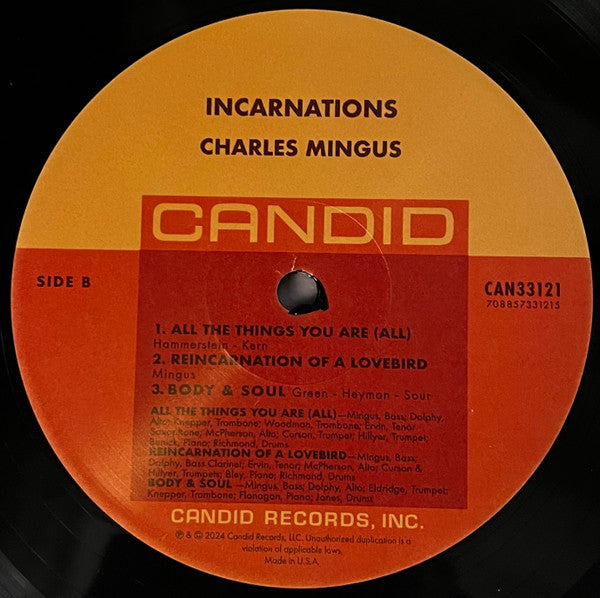 INCARNATIONS
CHARLES MINGUS
CANDID
SIDE B
CAN33121
708857331215
1. ALL THE THINGS YOU ARE (ALL)
Hammerstein - Kern
2. REINCARNATION OF A LOVEBIRD
Mingus
3. BODY & SOUL Green - Heyman - Sour
ALL THE THINGS YOU ARE (ALL)—Mingus, Bass; Dolphy,
Alto; Knepper, Trombone; Woodman, Trombone; Ervin, Tenor
Saxophone; McPherson, Alto; Curson, Trumpet; Hillyer, Trumpet;
Bunick, Piano; Richmond, Drums
REINCARNATION OF A LOVEBIRD—Mingus, Bass;
Dolphy, Bass Clarinet; Ervin, Tenor; McPherson, Alto; Curson &
Hillyer, Trumpets; Bley, Piano; Richmond, Drums
BODY & SOUL – Mingus, Bass; Dolphy, Alto; Eldridge, Trumpet;
Knepper, Trombone; Flanagan, Piano; Jones, Drums
CANDID RECORDS, INC.
℗ & © 2024 Candid Records, LLC. Unauthorized duplication is a
violation of applicable laws.
Made in U.S.A.